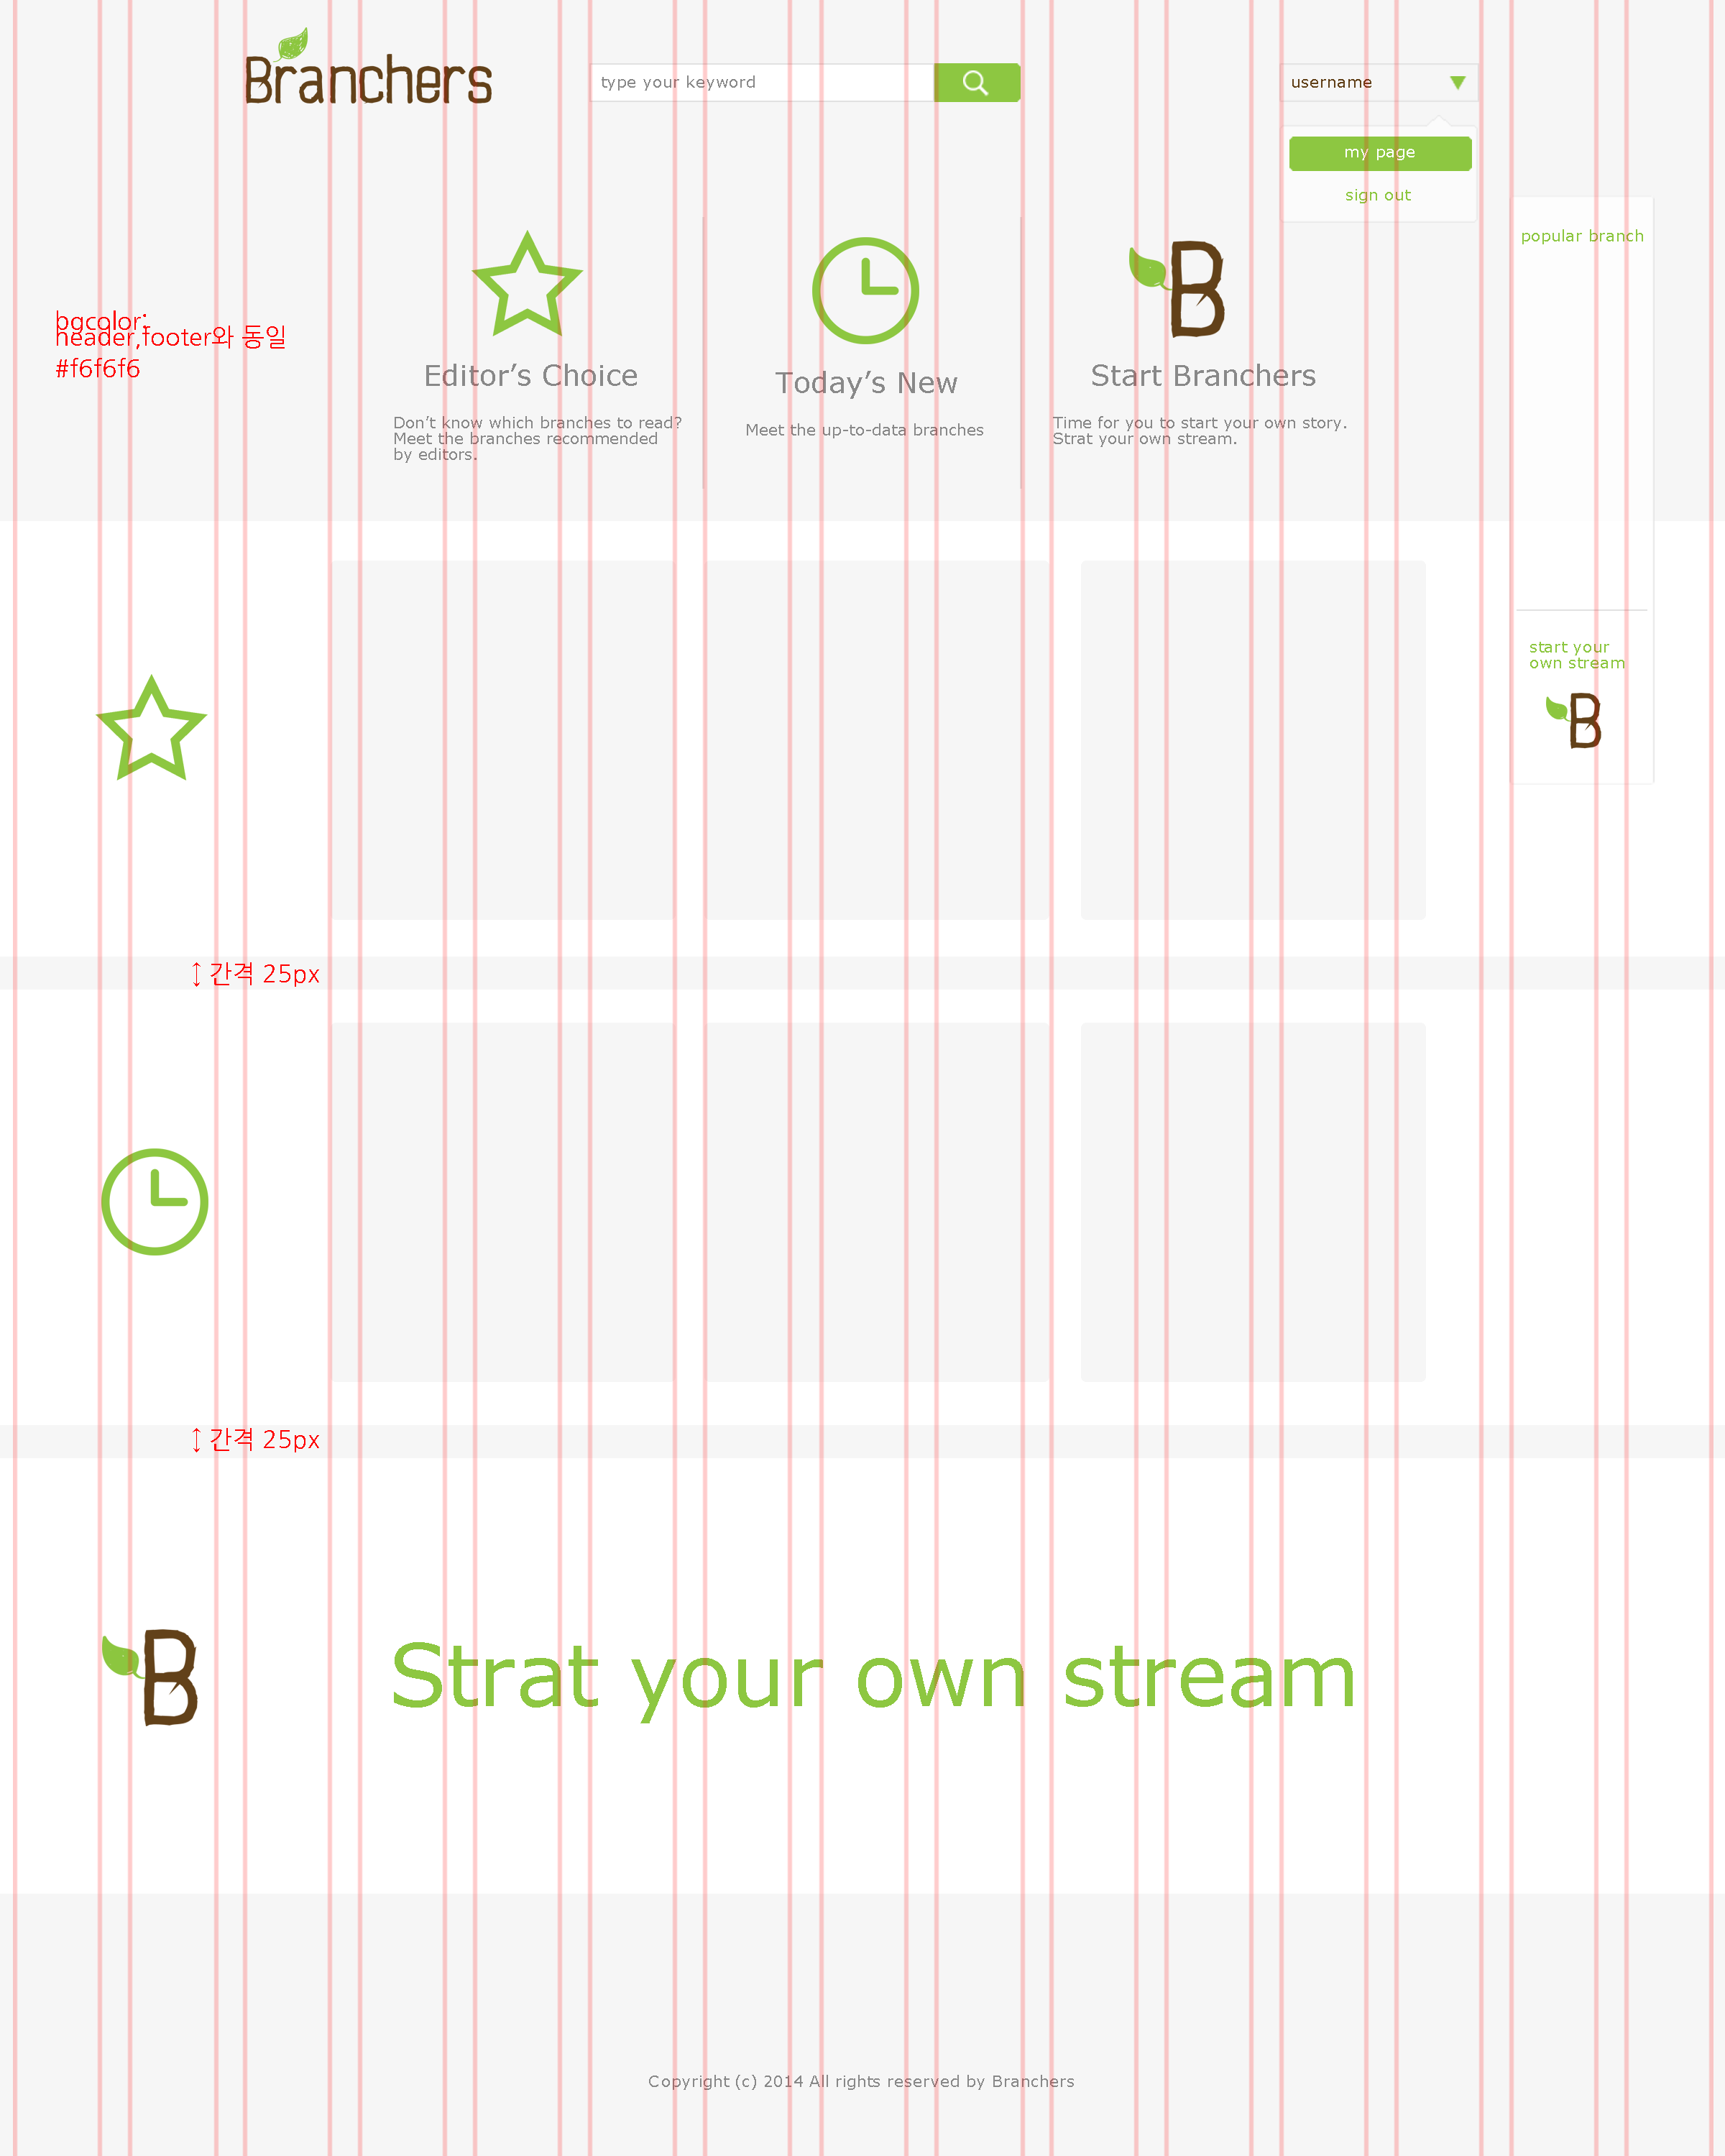 Branchers
type your keyword
username
my page
sign out
popular branch
bgcolor:
header,footer와 동일
#f6f6f6
Editor’s Choice
Don’t know which branches to read?
Meet the branches recommended
by editors.
Today’s New
Meet the up-to-data branches
Start Branchers
Time for you to start your own story.
Strat your own stream.
start your
own stream
B
↕ 간격 25px
↕ 간격 25px
B
Strat your own stream
Copyright (c) 2014 All rights reserved by Branchers